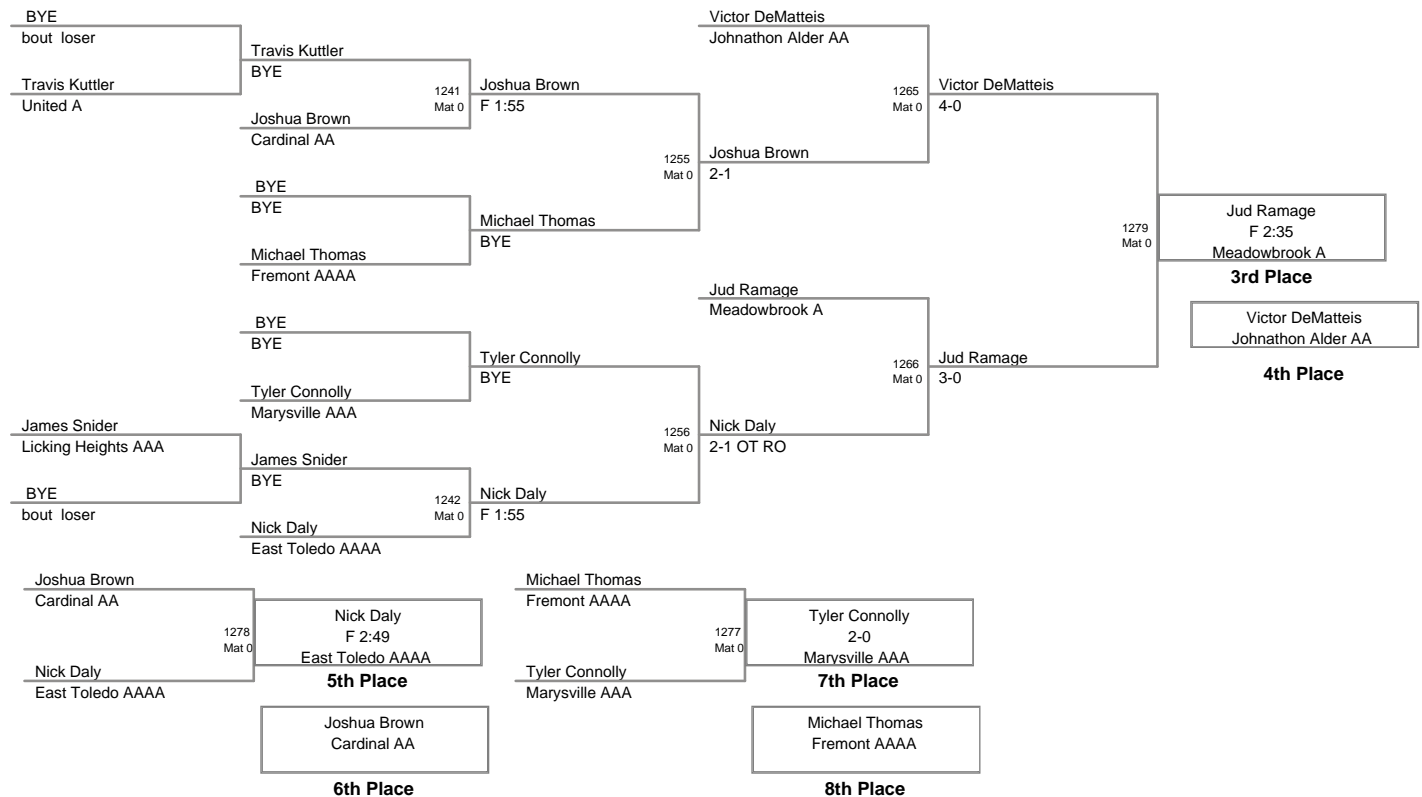 BYE
bout loser
Travis Kuttler
United A
Travis Kuttler
BYE
1241
Mat 0
Joshua Brown
Cardinal AA
Joshua Brown
F 1:55
BYE
BYE
Michael Thomas
Fremont AAAA
Michael Thomas
BYE
1255
Mat 0
Victor DeMatteis
Johnathon Alder AA
Joshua Brown
2-1
1265
Mat 0
Victor DeMatteis
4-0
BYE
BYE
Tyler Connolly
Marysville AAA
Tyler Connolly
BYE
James Snider
Licking Heights AAA
BYE
bout loser
James Snider
BYE
1242
Mat 0
Nick Daly
East Toledo AAAA
Nick Daly
F 1:55
1256
Mat 0
Jud Ramage
Meadowbrook A
Nick Daly
2-1 OT RO
1266
Mat 0
Jud Ramage
3-0
1279
Mat 0
Jud Ramage
F 2:35
Meadowbrook A
3rd Place
Victor DeMatteis
Johnathon Alder AA
4th Place
Joshua Brown
Cardinal AA
1278
Mat 0
Nick Daly
East Toledo AAAA
Nick Daly
F 2:49
East Toledo AAAA
5th Place
Joshua Brown
Cardinal AA
6th Place
Michael Thomas
Fremont AAAA
1277
Mat 0
Tyler Connolly
Marysville AAA
Tyler Connolly
2-0
Marysville AAA
7th Place
Michael Thomas
Fremont AAAA
8th Place